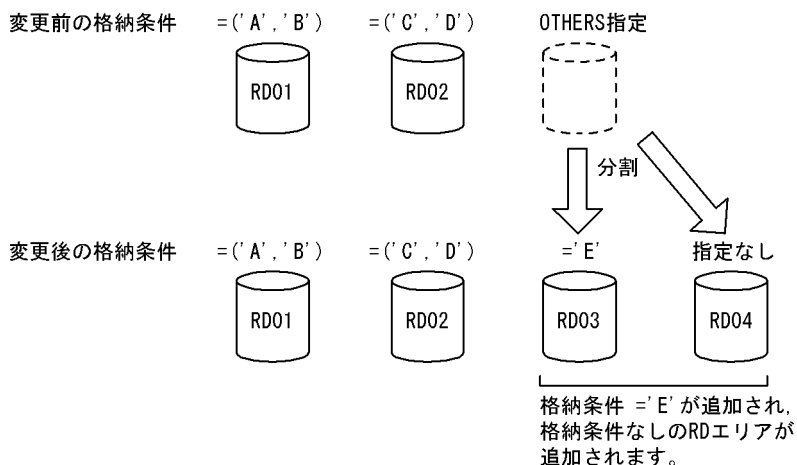 変更前の格納条件 =('A','B') =('C','D') OTHERS指定
RD01 RD02
分割
変更後の格納条件 =('A','B') =('C','D') ='E' 指定なし
RD01 RD02 RD03 RD04
格納条件 ='E'が追加され,
格納条件なしのRDエリアが
追加されます。